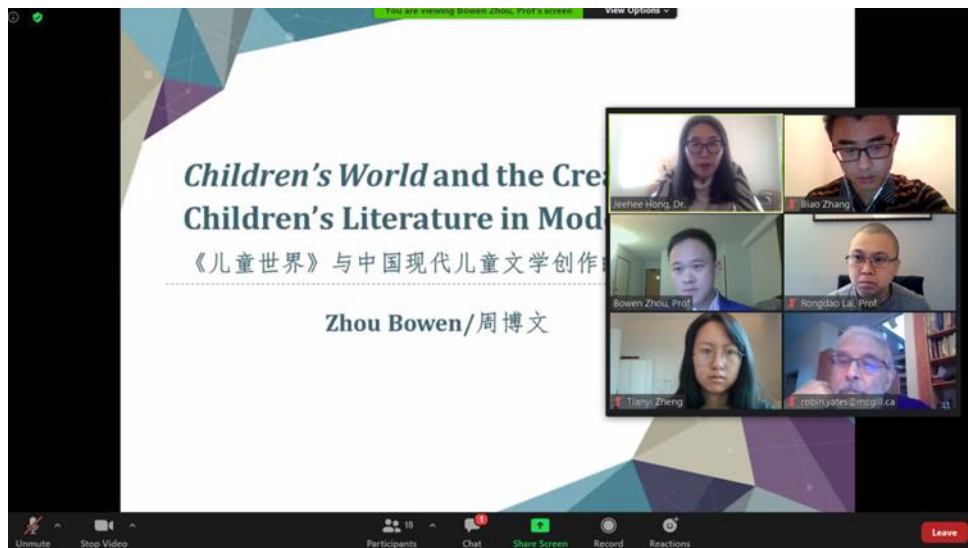 You are viewing Bowen Zhou, Prof's screen
View Options
Children's World and the Crea
Children's Literature in Mod
《儿童世界》与中国现代儿童文学创作
Zhou Bowen/周博文
Jeehee Hong, Dr.
Biao Zhang
Bowen Zhou, Prof
Rongdao Lai, Prof.
Tianyi Zheng
robin.yates@mcgill.ca
Unmute
Stop Video
18
Participants
1
Chat
Share Screen
Record
Reactions
Leave